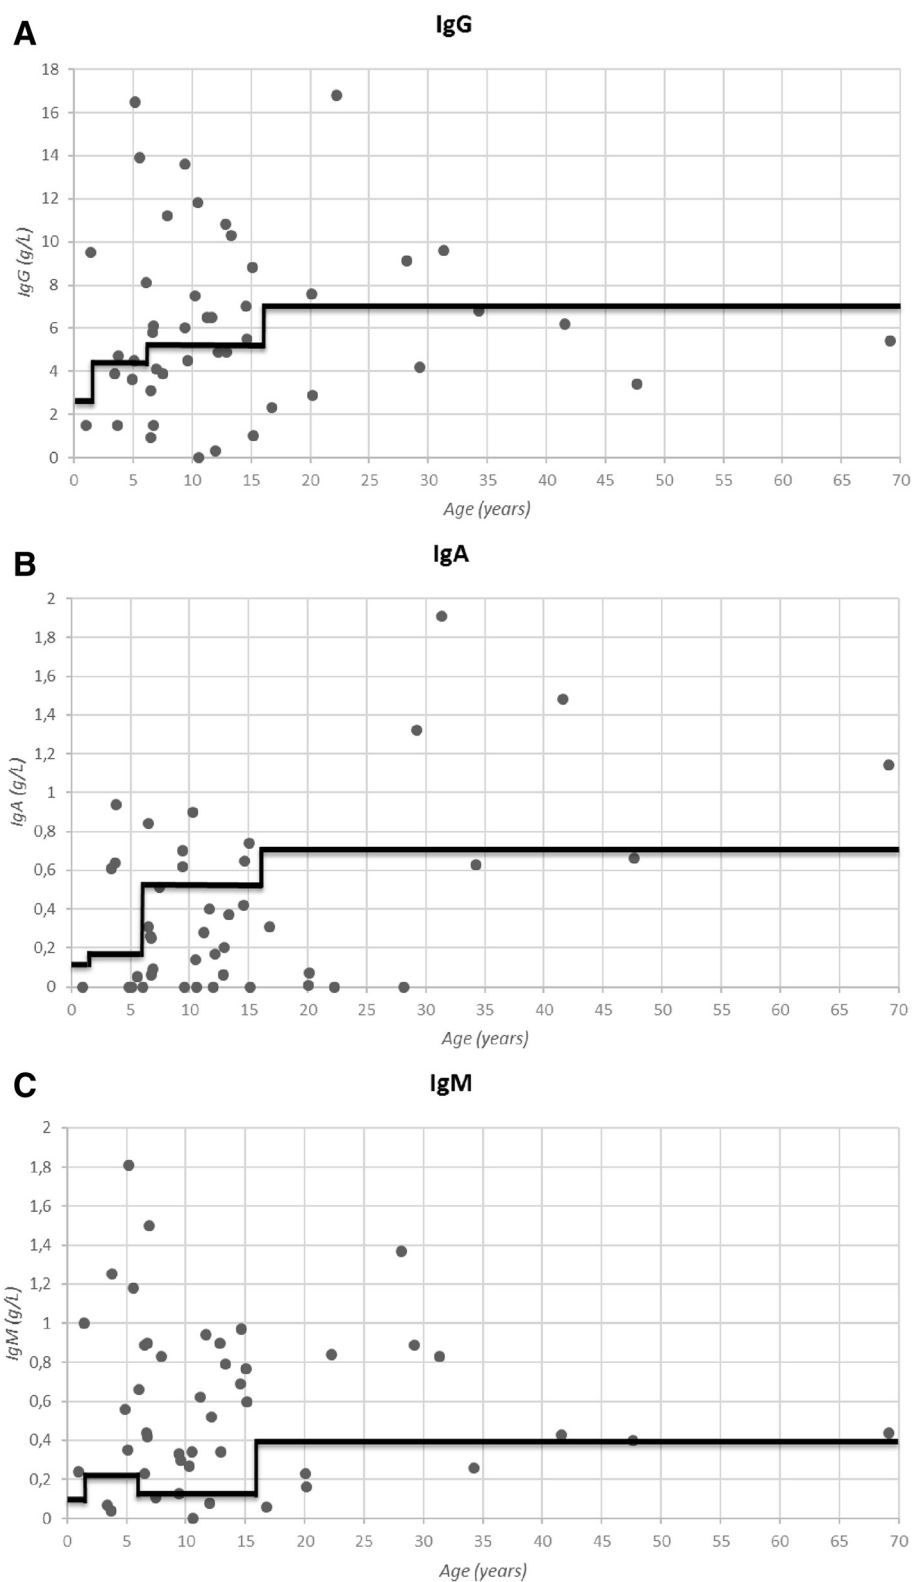 A
IgG
18
16
14
12
10
8
6
4
2
0
IgG (g/L)
0 5 10 15 20 25 30 35 40 45 50 55 60 65 70
Age (years)
B
IgA
2
1,8
1,6
1,4
1,2
1
0,8
0,6
0,4
0,2
0
IgA (g/L)
0 5 10 15 20 25 30 35 40 45 50 55 60 65 70
Age (years)
C
IgM
2
1,8
1,6
1,4
1,2
1
0,8
0,6
0,4
0,2
0
IgM (g/L)
0 5 10 15 20 25 30 35 40 45 50 55 60 65 70
Age (years)